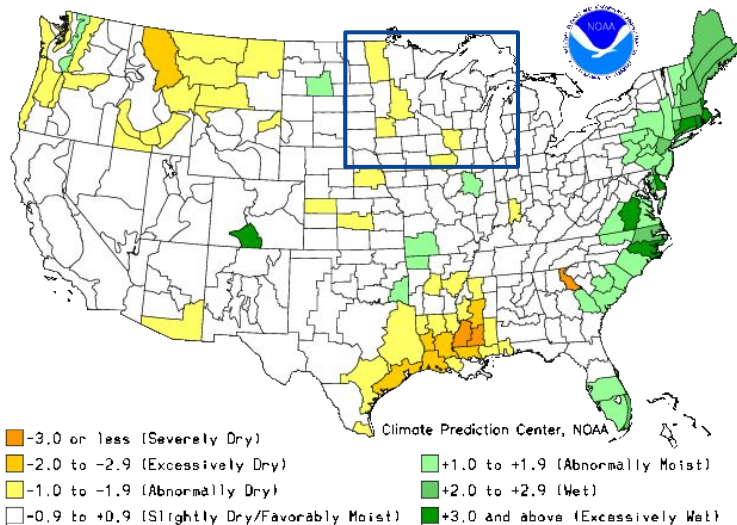 NOAA
Climate Prediction Center, NOAA
-3.0 or less (Severely Dry)
-2.0 to -2.9 (Excessively Dry)
-1.0 to -1.9 (Abnormally Dry)
-0.9 to +0.9 (Slightly Dry/Favorably Moist)
+1.0 to +1.9 (Abnormally Moist)
+2.0 to +2.9 (Wet)
+3.0 and above (Excessively Wet)